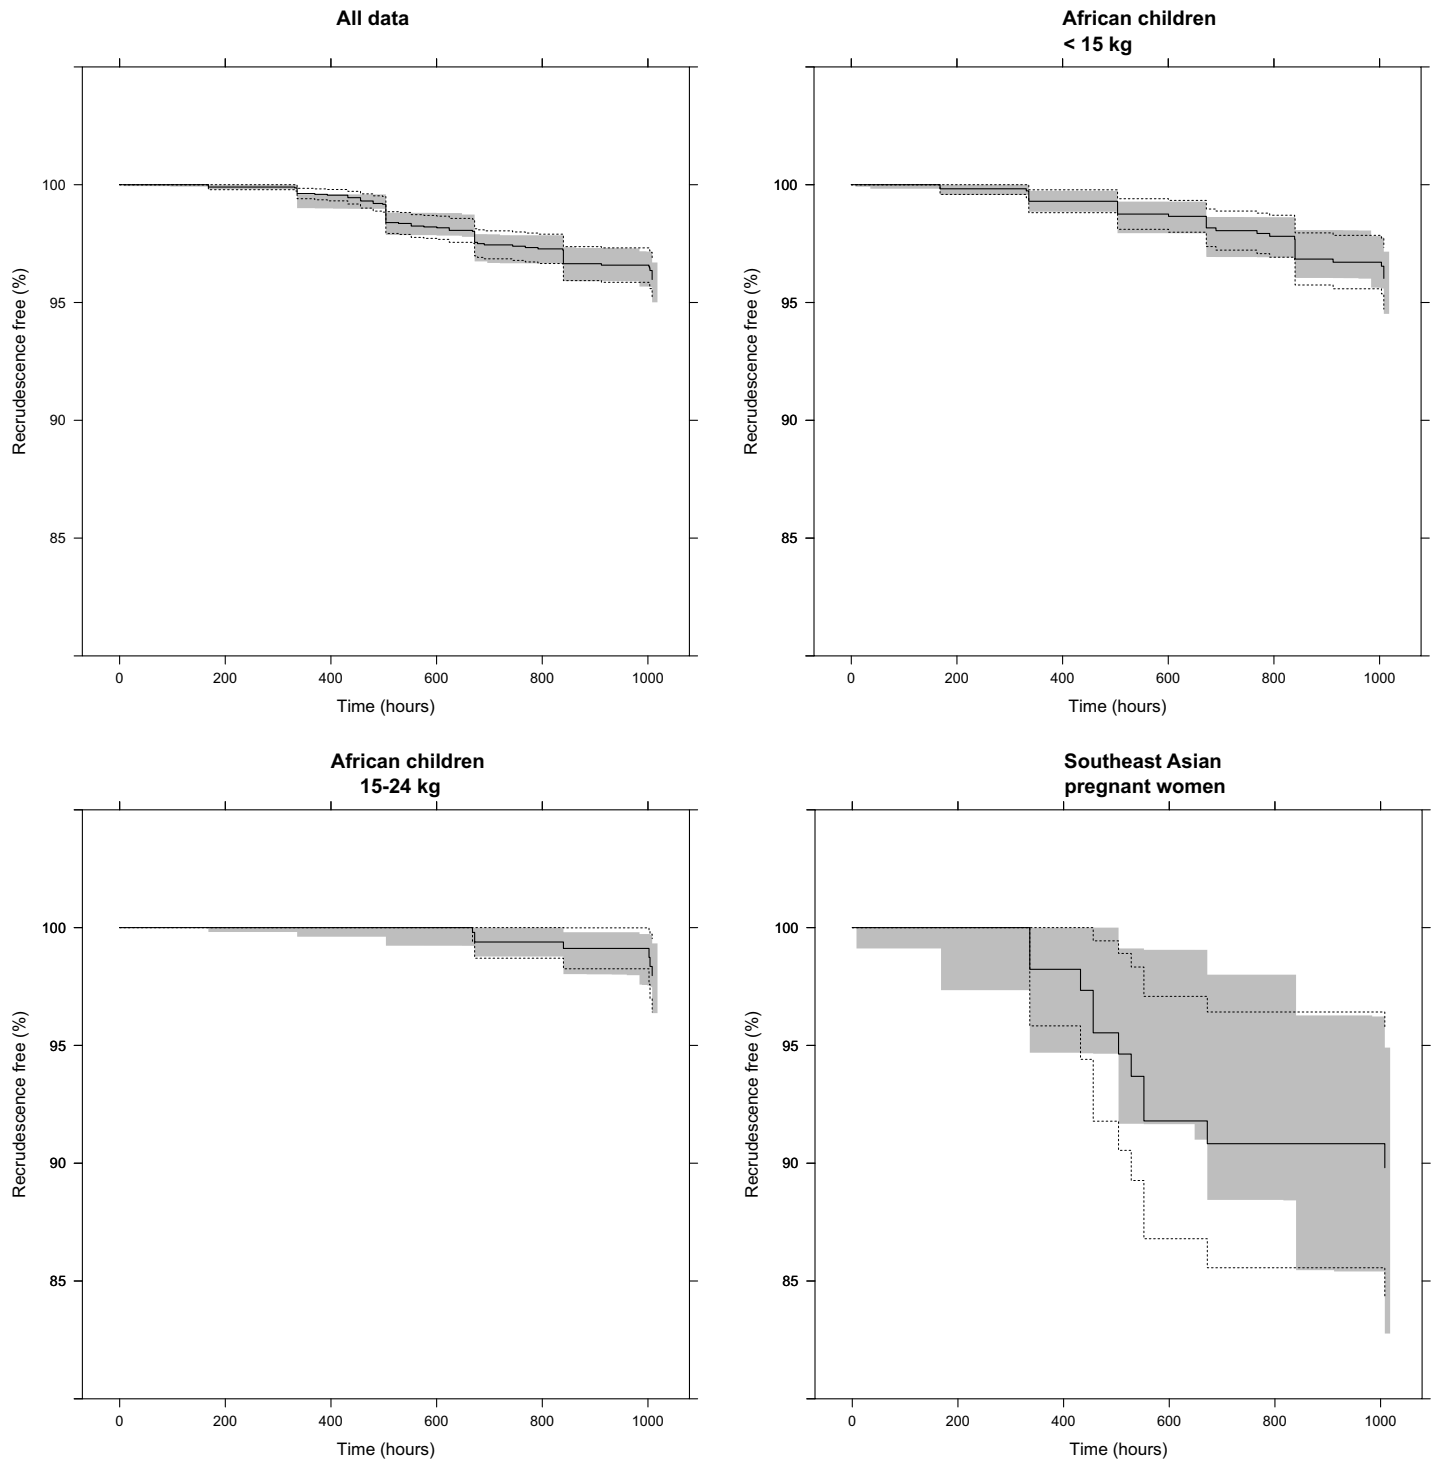 All data
100
95
90
85
Recrudescence free (%)
0 200 400 600 800 1000
Time (hours)
African children
< 15 kg
100
95
90
85
Recrudescence free (%)
0 200 400 600 800 1000
Time (hours)
African children
15-24 kg
100
95
90
85
Recrudescence free (%)
0 200 400 600 800 1000
Time (hours)
Southeast Asian
pregnant women
100
95
90
85
Recrudescence free (%)
0 200 400 600 800 1000
Time (hours)